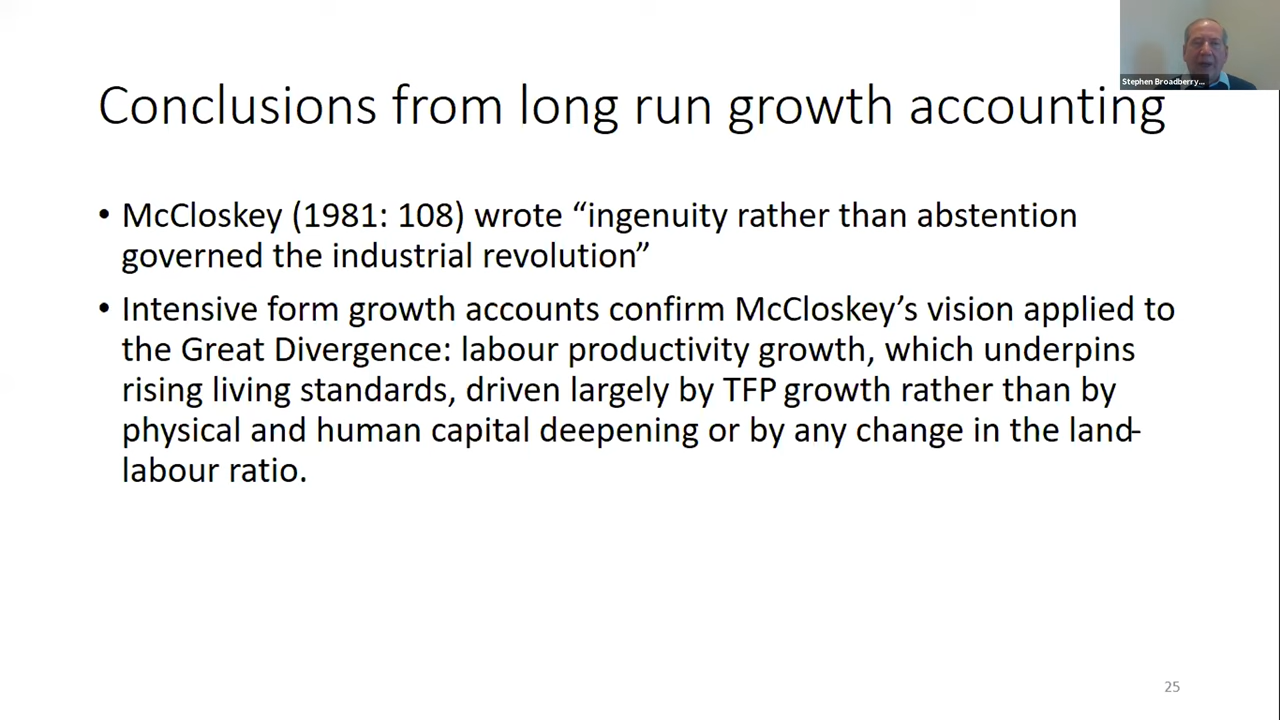 Stephen Broadberry...
Conclusions from long run growth accounting
• McCloskey (1981: 108) wrote “ingenuity rather than abstention
governed the industrial revolution”
• Intensive form growth accounts confirm McCloskey’s vision applied to
the Great Divergence: labour productivity growth, which underpins
rising living standards, driven largely by TFP growth rather than by
physical and human capital deepening or by any change in the land-
labour ratio.
25